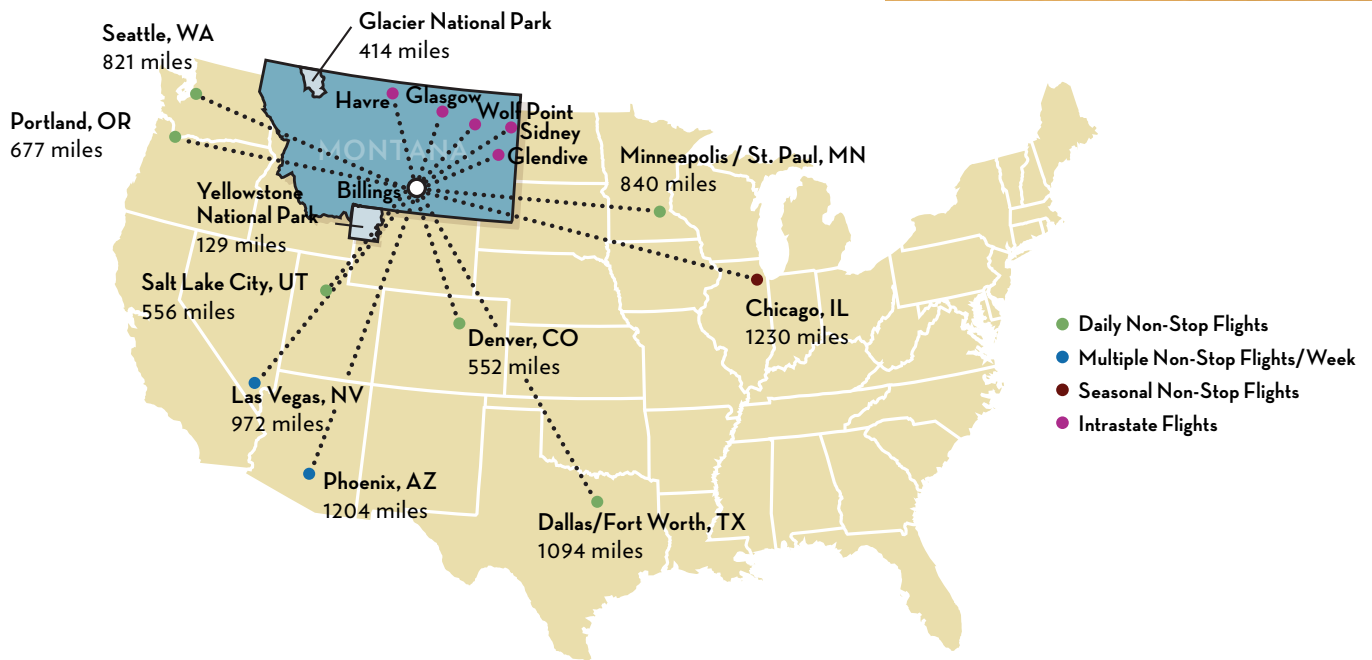 Glacier National Park
414 miles
Seattle, WA
821 miles
Havre
Glasgow
Wolf Point
Sidney
Glendive
Portland, OR
677 miles
MONTANA
Minneapolis / St. Paul, MN
840 miles
Billings
Yellowstone
National Park
129 miles
Salt Lake City, UT
556 miles
Chicago, IL
1230 miles
Denver, CO
552 miles
Las Vegas, NV
972 miles
Phoenix, AZ
1204 miles
Dallas/Fort Worth, TX
1094 miles
Daily Non-Stop Flights
Multiple Non-Stop Flights/Week
Seasonal Non-Stop Flights
Intrastate Flights